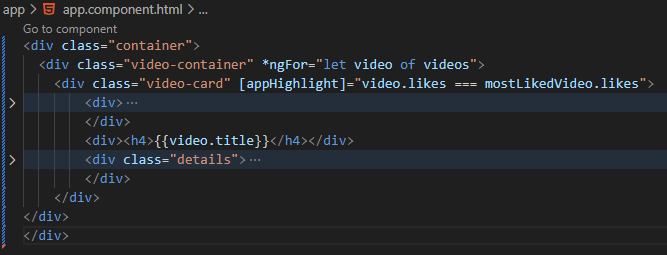 app > app.component.html > ...
Go to component
<div class="container">
<div class="video-container" *ngFor="let video of videos">
<div class="video-card" [appHighlight]="video.likes === mostLikedVideo.likes">
<div>...
</div>
<div><h4>{{video.title}}</h4></div>
<div class="details">...
</div>
</div>
</div>
</div>